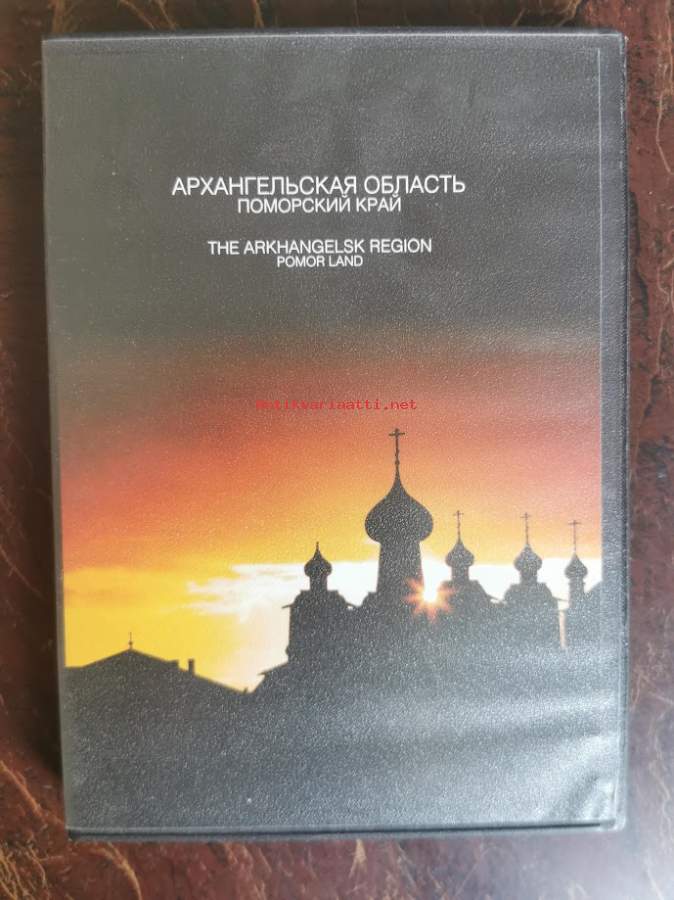 АРХАНГЕЛЬСКАЯ ОБЛАСТЬ
ПОМОРСКИЙ КРАЙ
THE ARKHANGELSK REGION
POMOR LAND
antikvariaatti.net